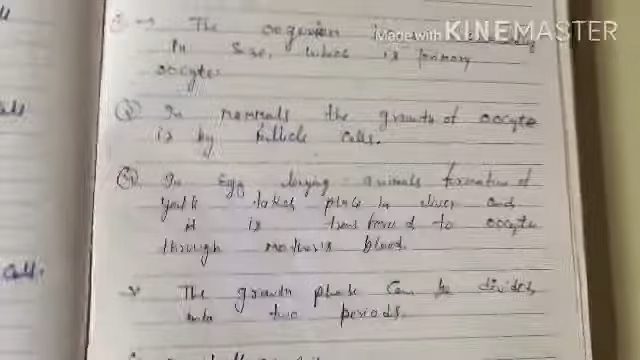 Made with KINEMASTER
The oogonium
in size, which is primary
oocyte.
In mammals the growth of oocyte
is by follicle cells.
In Egg laying animals formation of
yolk takes place in liver and
it is transferred to oocyte
through mother's blood.
The growth phase can be divided
into two periods.
Cell.